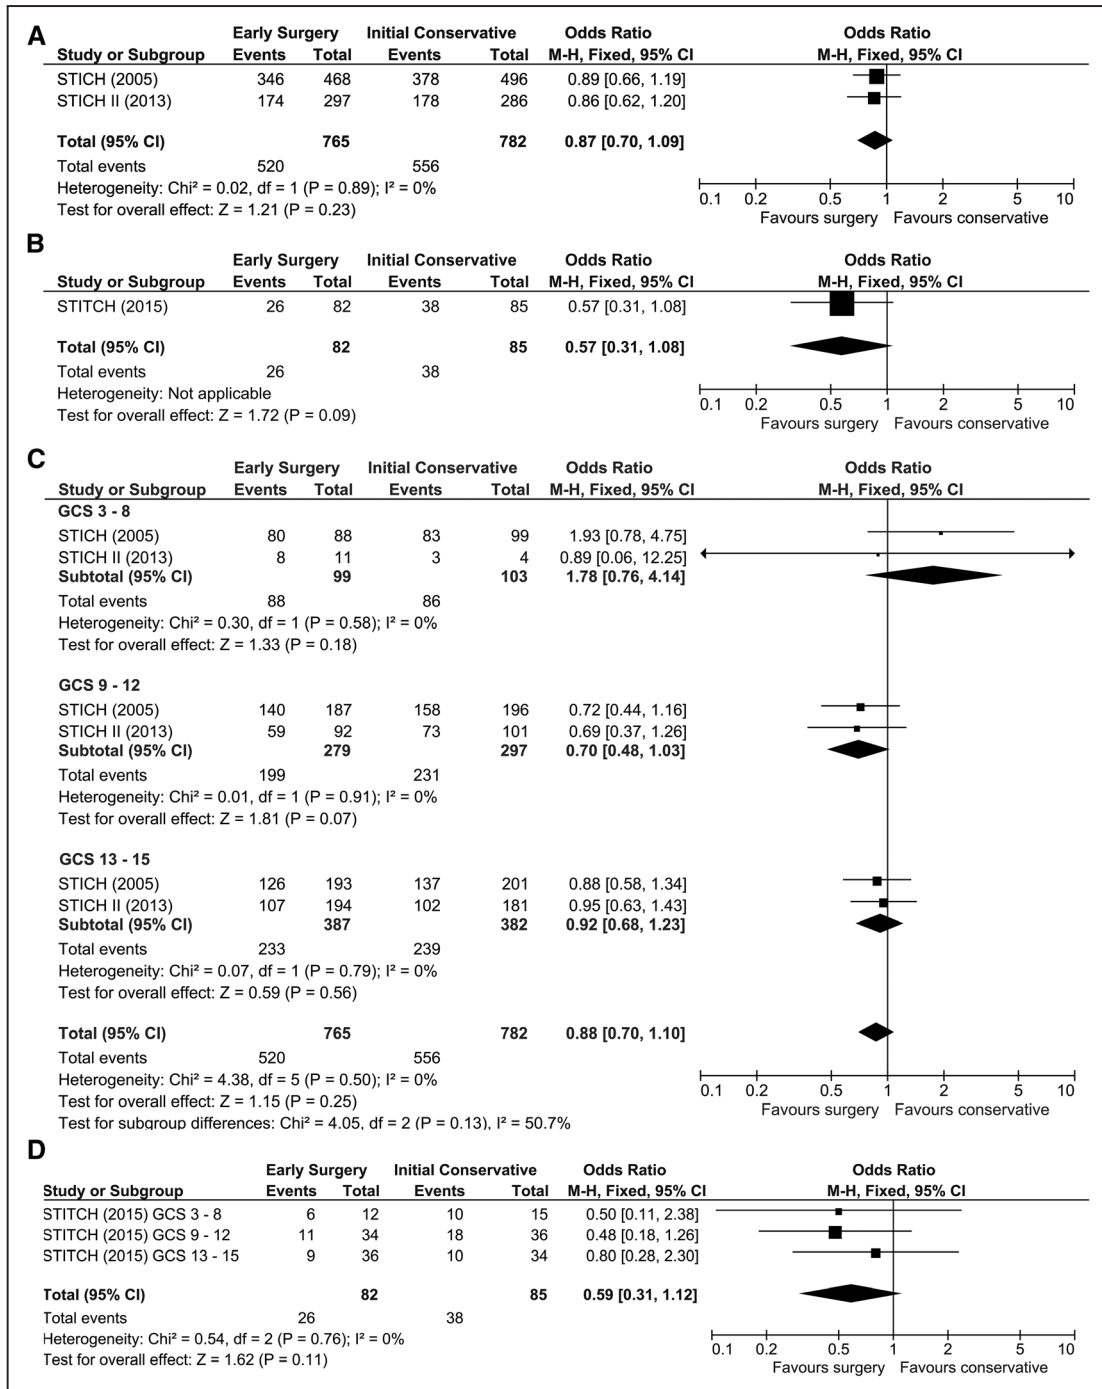 A
Early Surgery Initial Conservative Odds Ratio Odds Ratio
Study or Subgroup Events Total Events Total M-H, Fixed, 95% CI M-H, Fixed, 95% CI
STICH (2005) 346 468 378 496 0.89 [0.66, 1.19]
STICH II (2013) 174 297 178 286 0.86 [0.62, 1.20]
Total (95% CI) 765 782 0.87 [0.70, 1.09]
Total events 520 556
Heterogeneity: Chi² = 0.02, df = 1 (P = 0.89); I² = 0%
Test for overall effect: Z = 1.21 (P = 0.23)
0.1 0.2 0.5 1 2 5 10
Favours surgery Favours conservative
B
Early Surgery Initial Conservative Odds Ratio Odds Ratio
Study or Subgroup Events Total Events Total M-H, Fixed, 95% CI M-H, Fixed, 95% CI
STITCH (2015) 26 82 38 85 0.57 [0.31, 1.08]
Total (95% CI) 82 85 0.57 [0.31, 1.08]
Total events 26 38
Heterogeneity: Not applicable
Test for overall effect: Z = 1.72 (P = 0.09)
0.1 0.2 0.5 1 2 5 10
Favours surgery Favours conservative
C
Early Surgery Initial Conservative Odds Ratio Odds Ratio
Study or Subgroup Events Total Events Total M-H, Fixed, 95% CI M-H, Fixed, 95% CI
GCS 3 - 8
STICH (2005) 80 88 83 99 1.93 [0.78, 4.75]
STICH II (2013) 8 11 3 4 0.89 [0.06, 12.25]
Subtotal (95% CI) 99 103 1.78 [0.76, 4.14]
Total events 88 86
Heterogeneity: Chi² = 0.30, df = 1 (P = 0.58); I² = 0%
Test for overall effect: Z = 1.33 (P = 0.18)
GCS 9 - 12
STICH (2005) 140 187 158 196 0.72 [0.44, 1.16]
STICH II (2013) 59 92 73 101 0.69 [0.37, 1.26]
Subtotal (95% CI) 279 297 0.70 [0.48, 1.03]
Total events 199 231
Heterogeneity: Chi² = 0.01, df = 1 (P = 0.91); I² = 0%
Test for overall effect: Z = 1.81 (P = 0.07)
GCS 13 - 15
STICH (2005) 126 193 137 201 0.88 [0.58, 1.34]
STICH II (2013) 107 194 102 181 0.95 [0.63, 1.43]
Subtotal (95% CI) 387 382 0.92 [0.68, 1.23]
Total events 233 239
Heterogeneity: Chi² = 0.07, df = 1 (P = 0.79); I² = 0%
Test for overall effect: Z = 0.59 (P = 0.56)
Total (95% CI) 765 782 0.88 [0.70, 1.10]
Total events 520 556
Heterogeneity: Chi² = 4.38, df = 5 (P = 0.50); I² = 0%
Test for overall effect: Z = 1.15 (P = 0.25)
Test for subgroup differences: Chi² = 4.05, df = 2 (P = 0.13), I² = 50.7%
0.1 0.2 0.5 1 2 5 10
Favours surgery Favours conservative
D
Early Surgery Initial Conservative Odds Ratio Odds Ratio
Study or Subgroup Events Total Events Total M-H, Fixed, 95% CI M-H, Fixed, 95% CI
STITCH (2015) GCS 3 - 8 6 12 10 15 0.50 [0.11, 2.38]
STITCH (2015) GCS 9 - 12 11 34 18 36 0.48 [0.18, 1.26]
STITCH (2015) GCS 13 - 15 9 36 10 34 0.80 [0.28, 2.30]
Total (95% CI) 82 85 0.59 [0.31, 1.12]
Total events 26 38
Heterogeneity: Chi² = 0.54, df = 2 (P = 0.76); I² = 0%
Test for overall effect: Z = 1.62 (P = 0.11)
0.1 0.2 0.5 1 2 5 10
Favours surgery Favours conservative